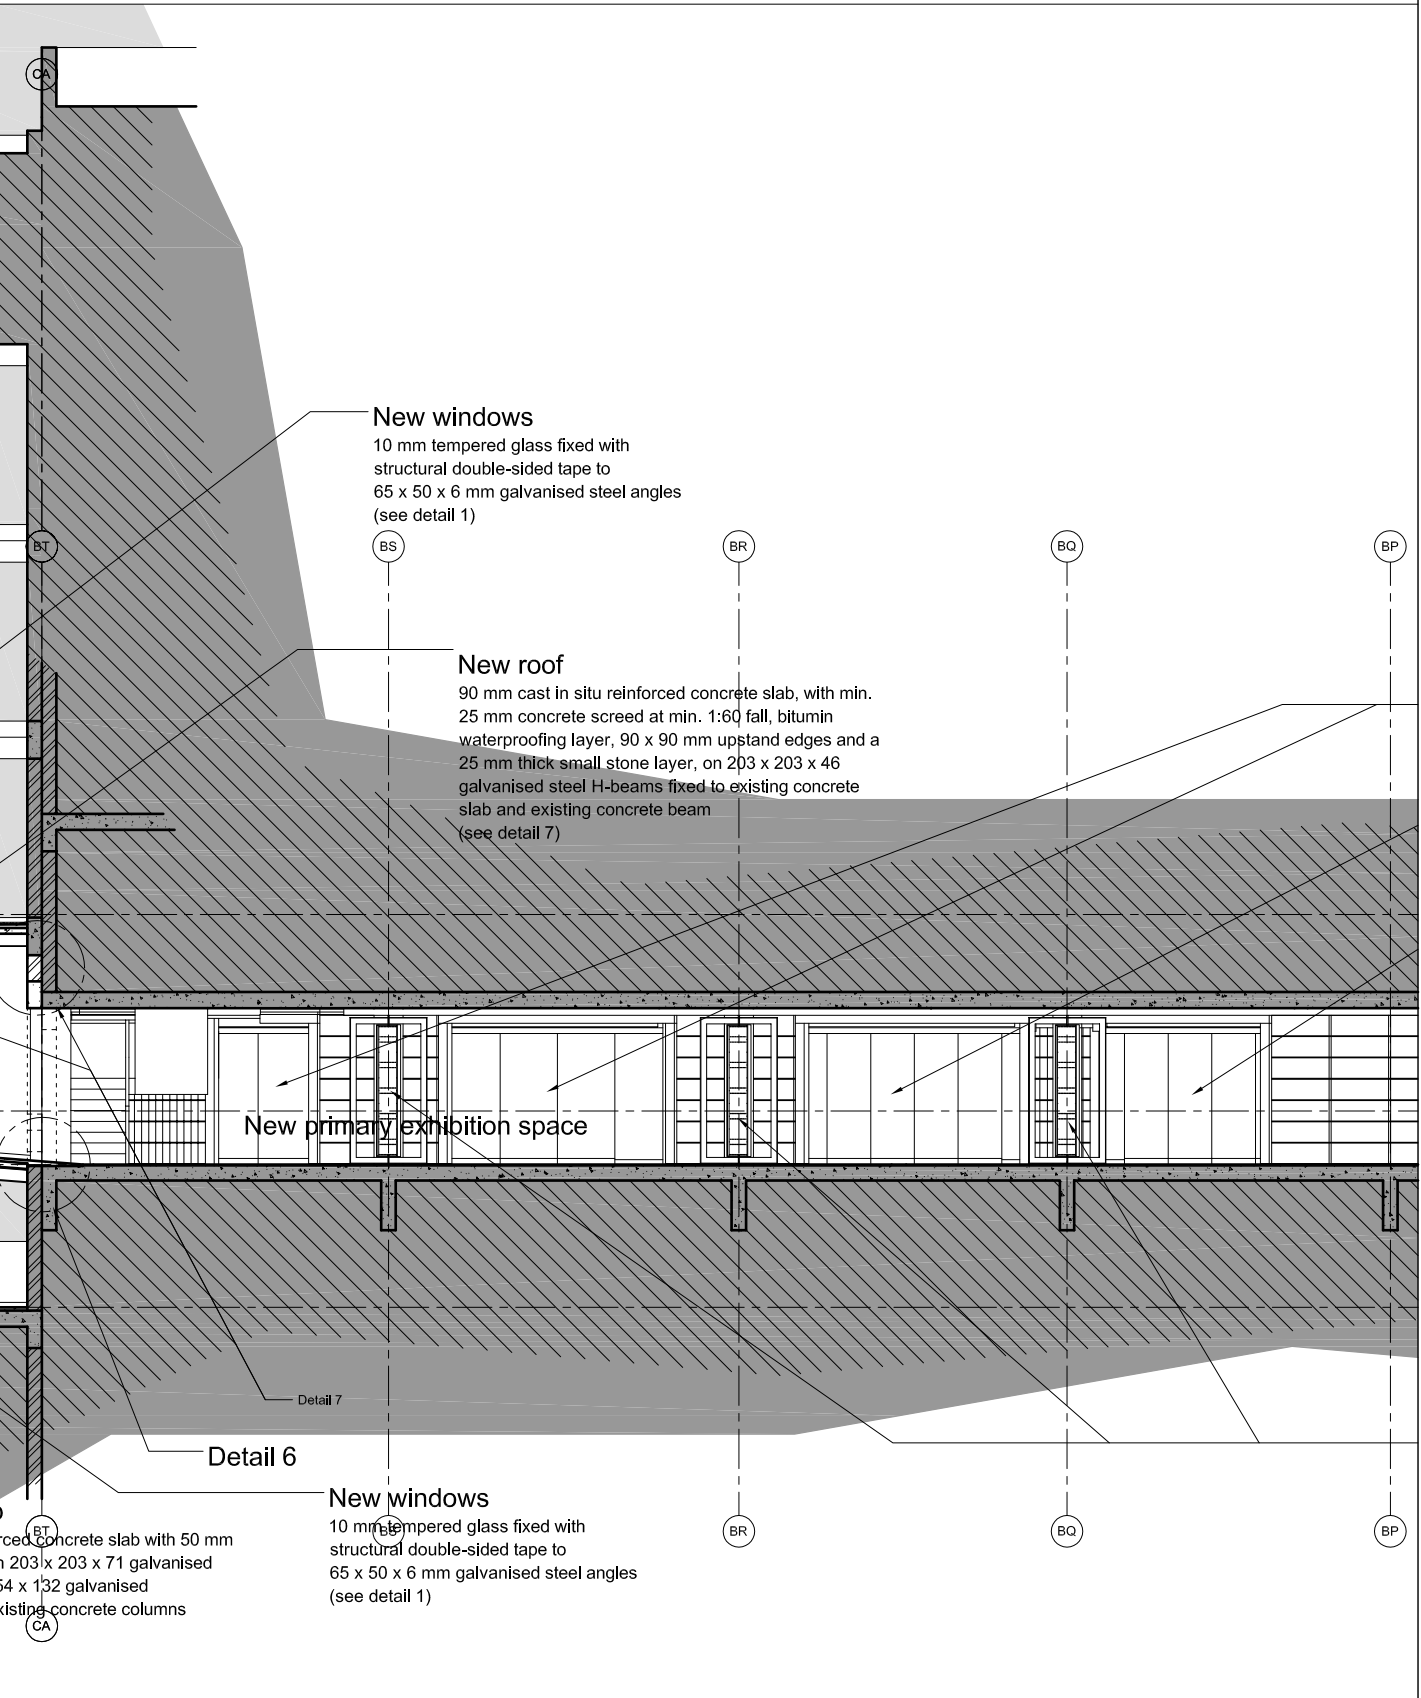 CA
New windows
10 mm tempered glass fixed with
structural double-sided tape to
65 x 50 x 6 mm galvanised steel angles
(see detail 1)
BT
BS
BR
BQ
BP
New roof
90 mm cast in situ reinforced concrete slab, with min.
25 mm concrete screed at min. 1:60 fall, bitumin
waterproofing layer, 90 x 90 mm upstand edges and a
25 mm thick small stone layer, on 203 x 203 x 46
galvanised steel H-beams fixed to existing concrete
slab and existing concrete beam
(see detail 7)
New primary exhibition space
Detail 7
Detail 6
New windows
10 mm tempered glass fixed with
structural double-sided tape to
65 x 50 x 6 mm galvanised steel angles
(see detail 1)
rced concrete slab with 50 mm
203 x 203 x 71 galvanised
54 x 132 galvanised
xisting concrete columns
BT
BS
BR
BQ
BP
CA